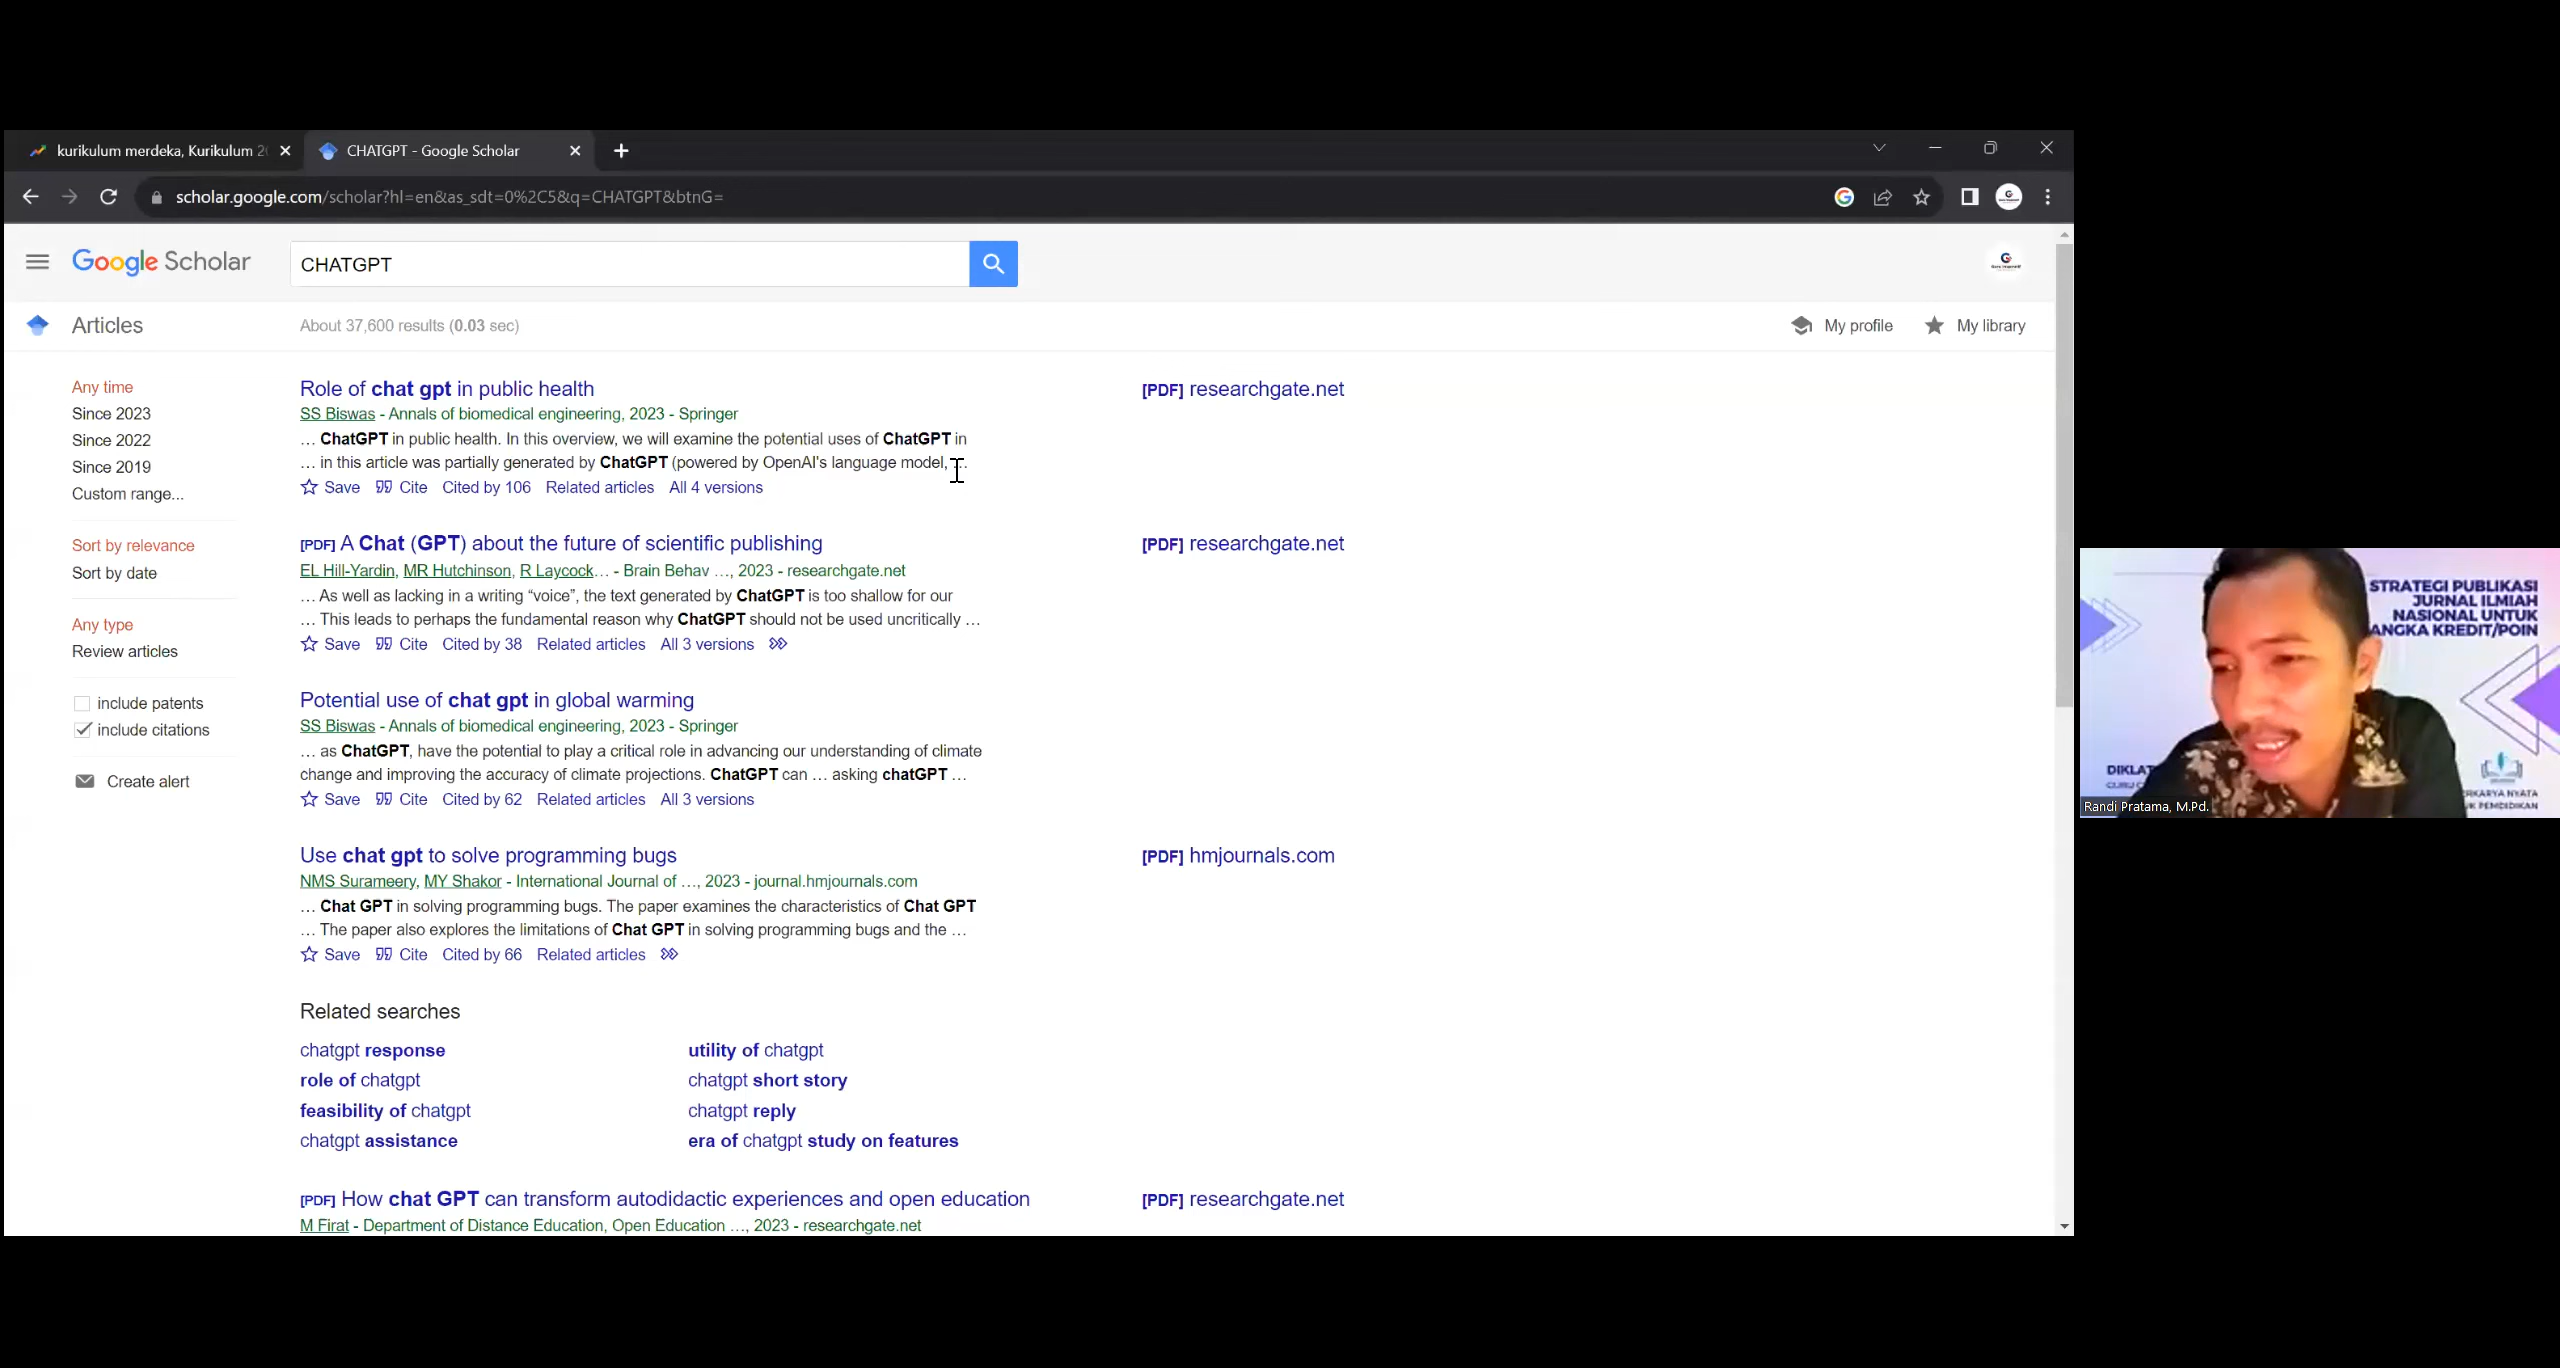 kurikulum merdeka, Kurikulum 2
CHATGPT - Google Scholar
scholar.google.com/scholar?hl=en&as_sdt=0%2C5&q=CHATGPT&btnG=
Google Scholar
CHATGPT
Articles
About 37,600 results (0.03 sec)
My profile
My library
Any time
Since 2023
Since 2022
Since 2019
Custom range...
Sort by relevance
Sort by date
Any type
Review articles
include patents
include citations
Create alert
Role of chat gpt in public health
[PDF] researchgate.net
SS Biswas - Annals of biomedical engineering, 2023 - Springer
… ChatGPT in public health. In this overview, we will examine the potential uses of ChatGPT in
… in this article was partially generated by ChatGPT (powered by OpenAI's language model, …
Save Cite Cited by 106 Related articles All 4 versions
[PDF] A Chat (GPT) about the future of scientific publishing
[PDF] researchgate.net
EL Hill-Yardin, MR Hutchinson, R Laycock… - Brain Behav …, 2023 - researchgate.net
… As well as lacking in a writing “voice”, the text generated by ChatGPT is too shallow for our
… This leads to perhaps the fundamental reason why ChatGPT should not be used uncritically …
Save Cite Cited by 38 Related articles All 3 versions
Potential use of chat gpt in global warming
SS Biswas - Annals of biomedical engineering, 2023 - Springer
… as ChatGPT, have the potential to play a critical role in advancing our understanding of climate
change and improving the accuracy of climate projections. ChatGPT can … asking chatGPT …
Save Cite Cited by 62 Related articles All 3 versions
Use chat gpt to solve programming bugs
[PDF] hmjournals.com
NMS Surameery, MY Shakor - International Journal of …, 2023 - journal.hmjournals.com
… Chat GPT in solving programming bugs. The paper examines the characteristics of Chat GPT
… The paper also explores the limitations of Chat GPT in solving programming bugs and the …
Save Cite Cited by 66 Related articles
Related searches
chatgpt response
utility of chatgpt
role of chatgpt
chatgpt short story
feasibility of chatgpt
chatgpt reply
chatgpt assistance
era of chatgpt study on features
[PDF] How chat GPT can transform autodidactic experiences and open education
[PDF] researchgate.net
M Firat - Department of Distance Education, Open Education …, 2023 - researchgate.net
STRATEGI PUBLIKASI
JURNAL ILMIAH
NASIONAL UNTUK
ANGKA KREDIT/POIN
DIKLAT
GURU
RKARYA NYATA
K PENDIDIKAN
Randi Pratama, M.Pd.